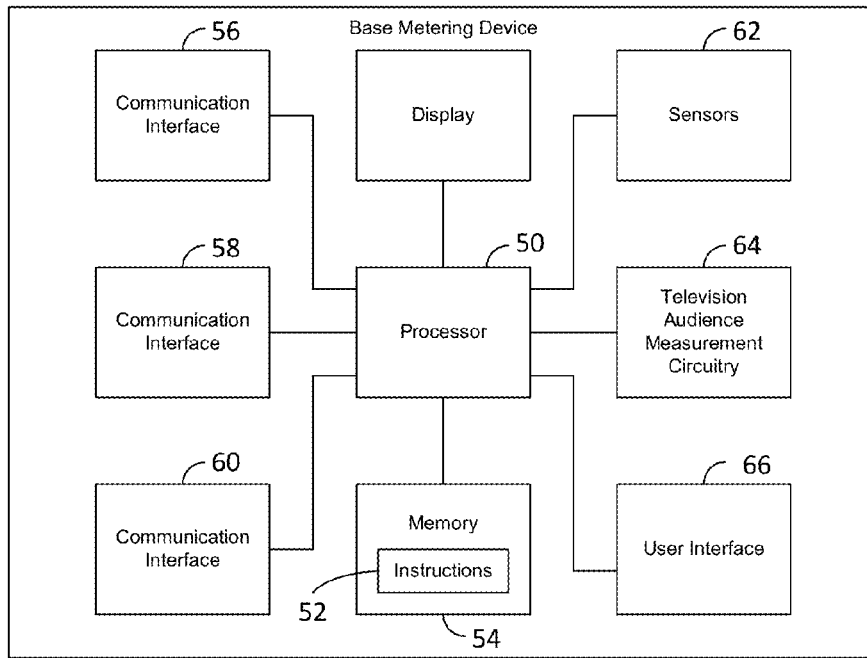 56
Base Metering Device
62
Communication
Interface
Display
Sensors
58
50
64
Communication
Interface
Processor
Television
Audience
Measurement
Circuitry
60
66
Communication
Interface
Memory
Instructions
User Interface
52
54